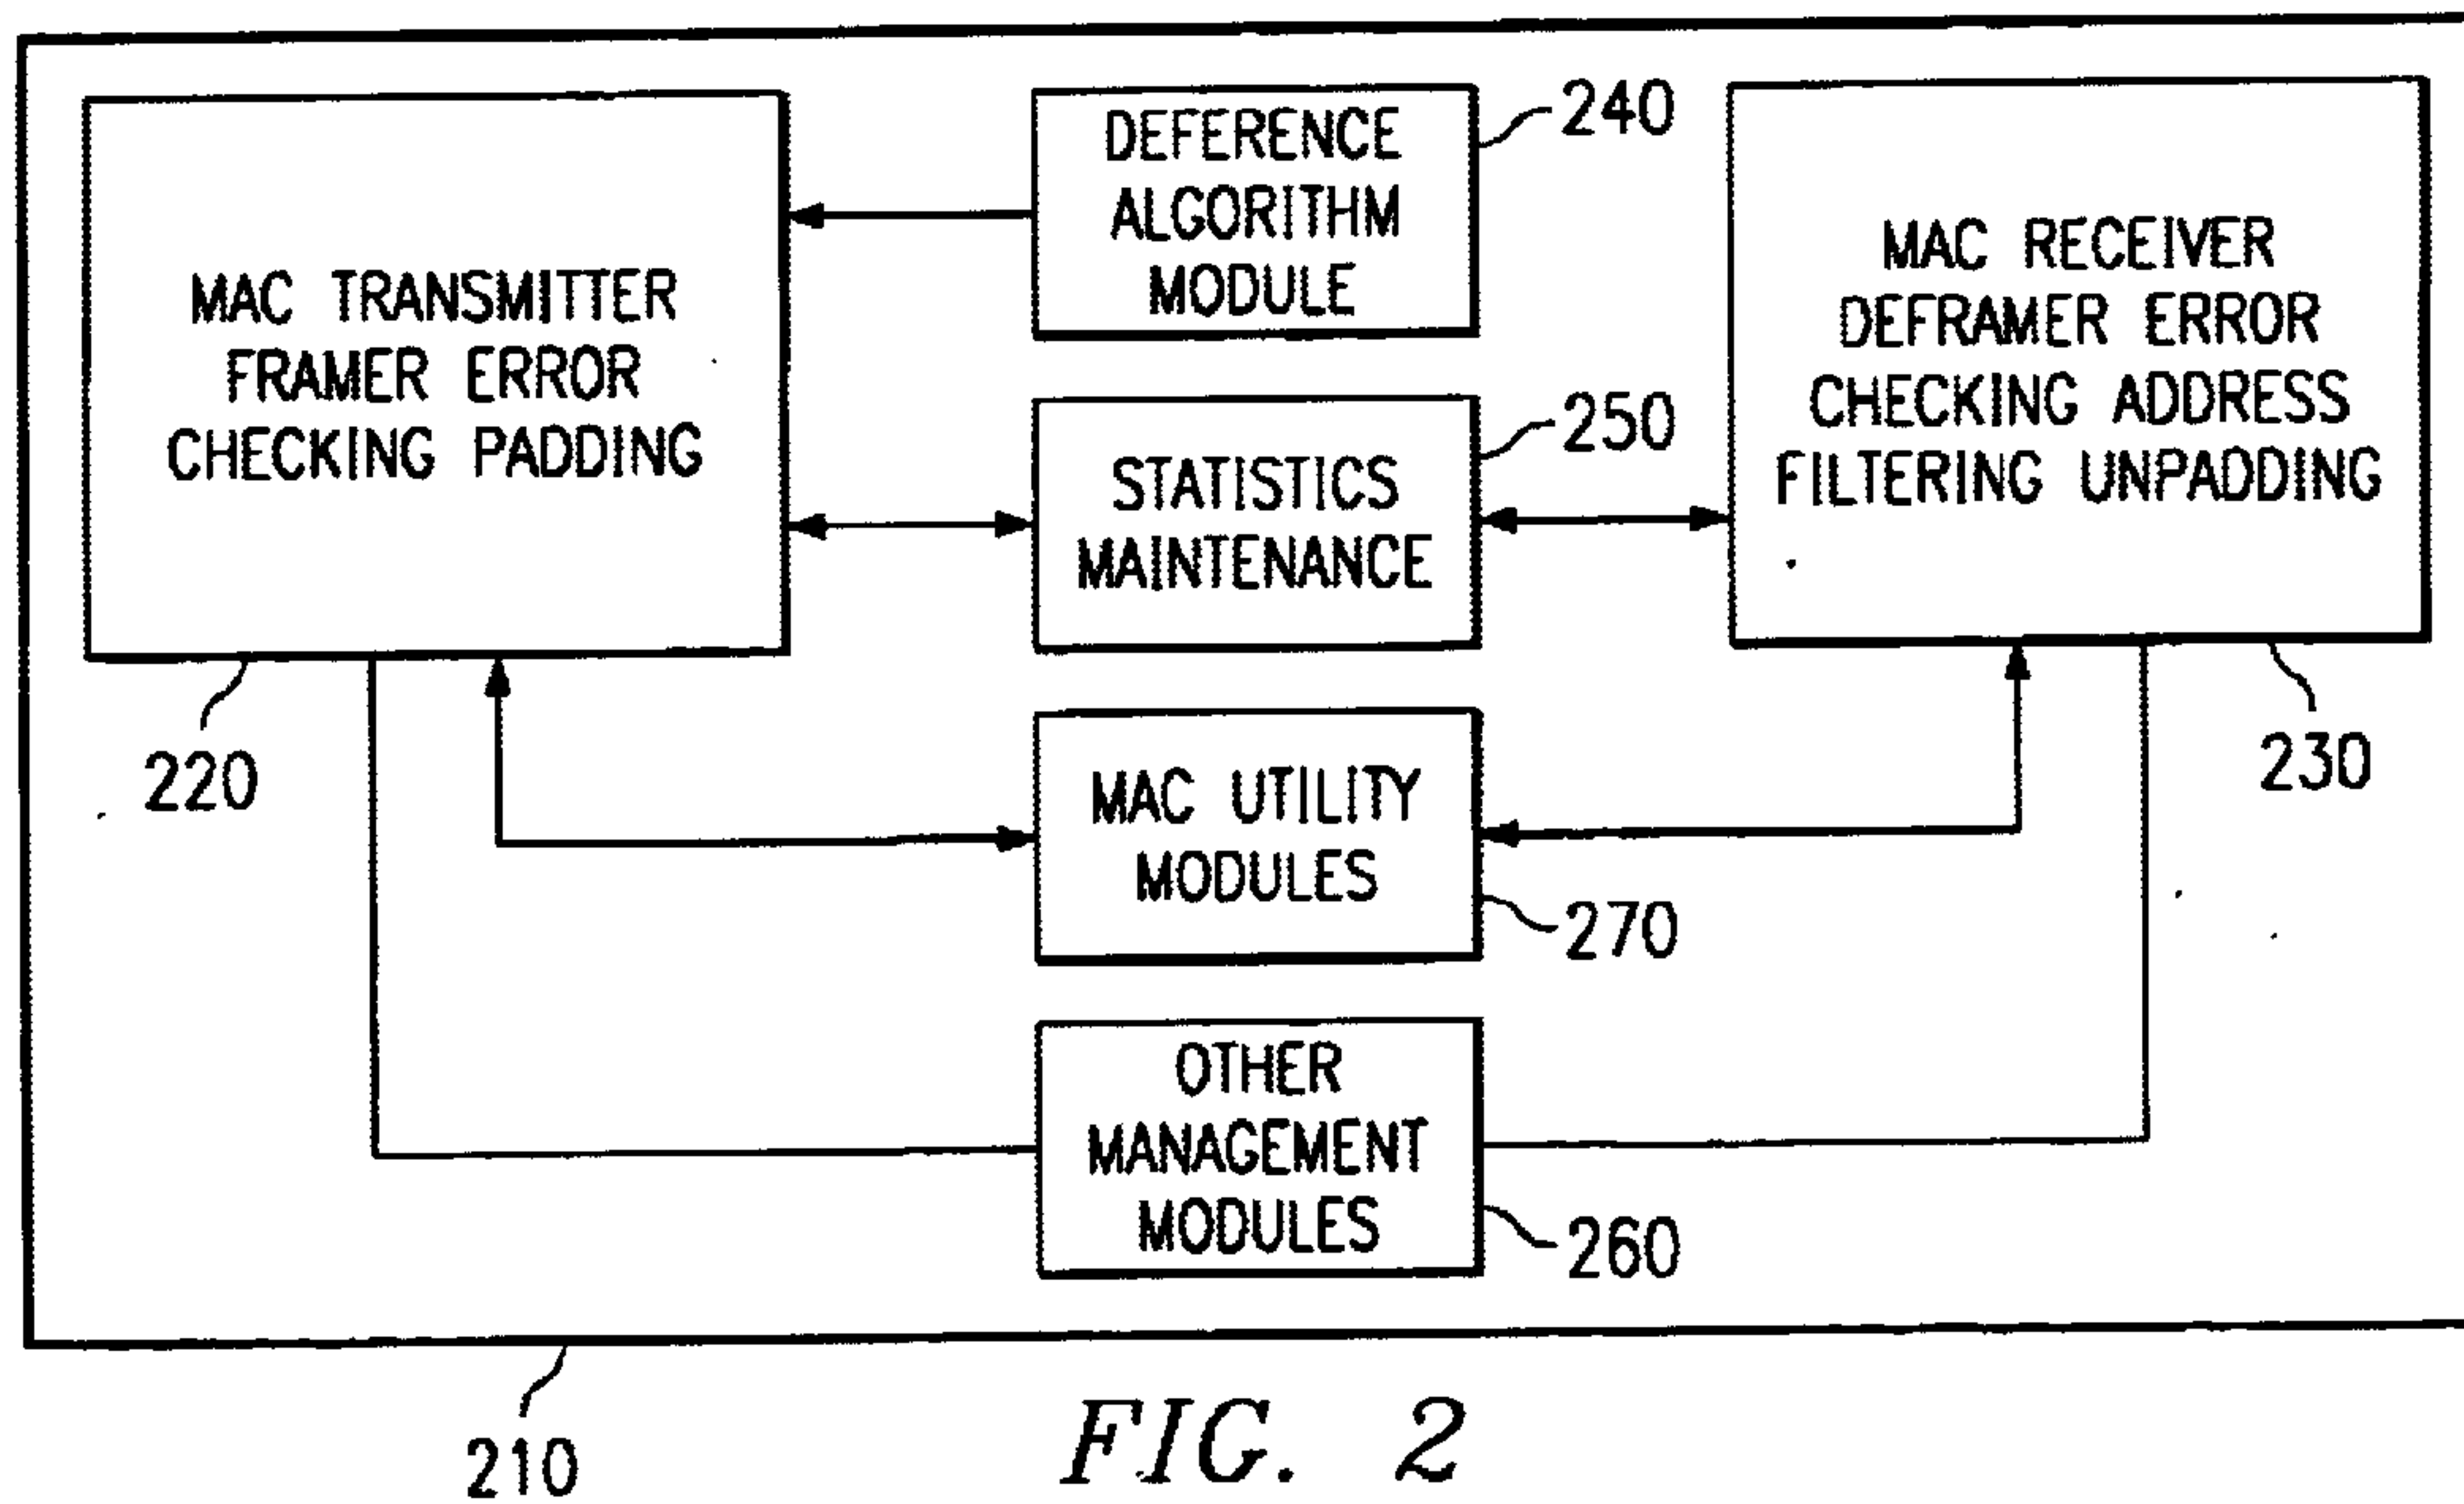 MAC TRANSMITTER
FRAMER ERROR
CHECKING PADDING
220
DEFERENCE
ALGORITHM
MODULE
240
STATISTICS
MAINTENANCE
250
MAC UTILITY
MODULES
270
OTHER
MANAGEMENT
MODULES
260
MAC RECEIVER
DEFRAMER ERROR
CHECKING ADDRESS
FILTERING UNPADDING
230
210
FIG. 2